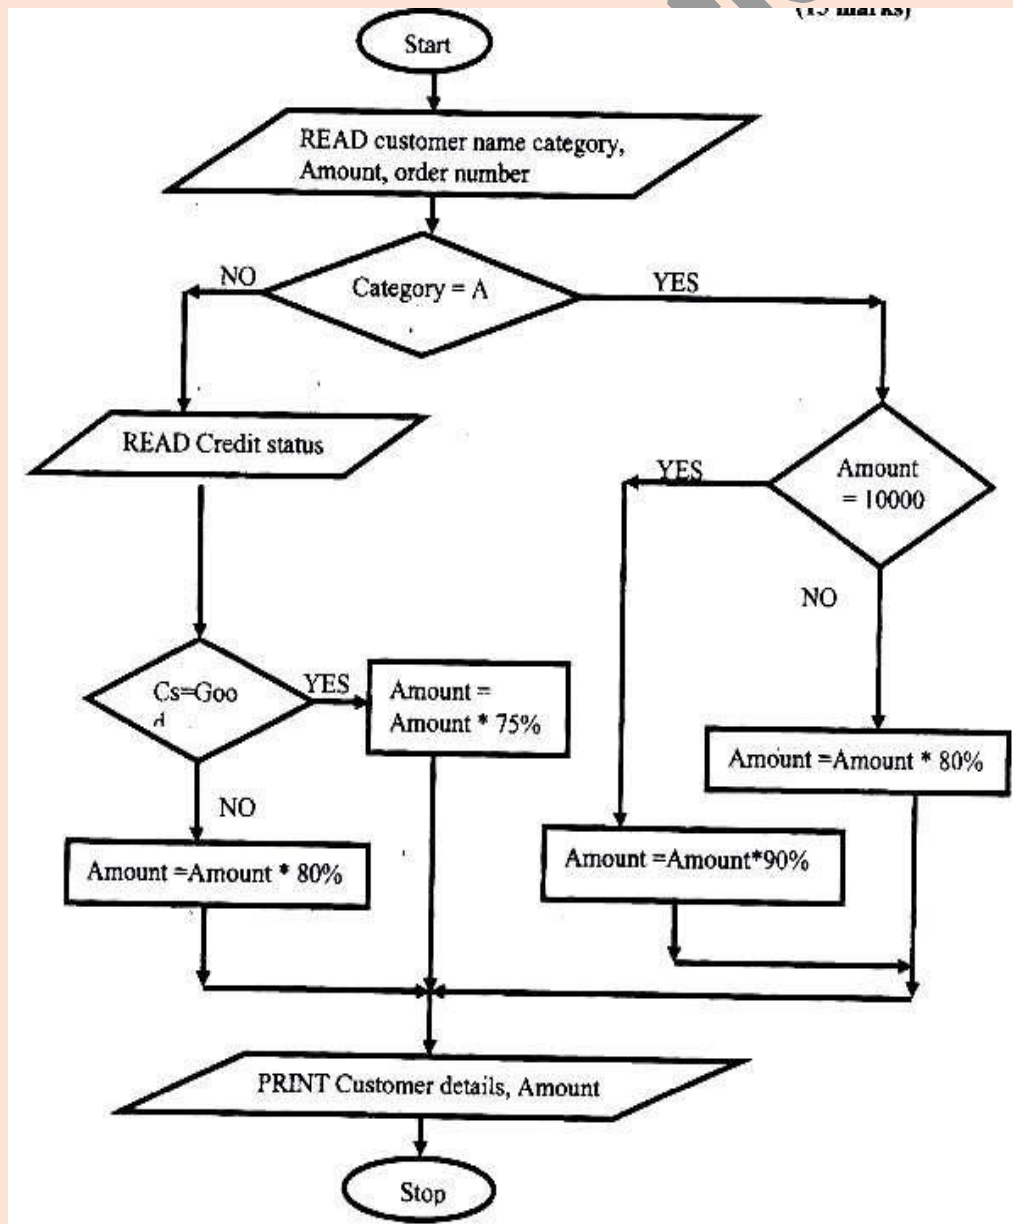 (15 marks)
Start
READ customer name category,
Amount, order number
NO
Category = A
YES
READ Credit status
YES
Amount
= 10000
NO
Cs=Goo
d
YES
Amount =
Amount * 75%
Amount =Amount * 80%
NO
Amount =Amount * 80%
Amount =Amount*90%
PRINT Customer details, Amount
Stop